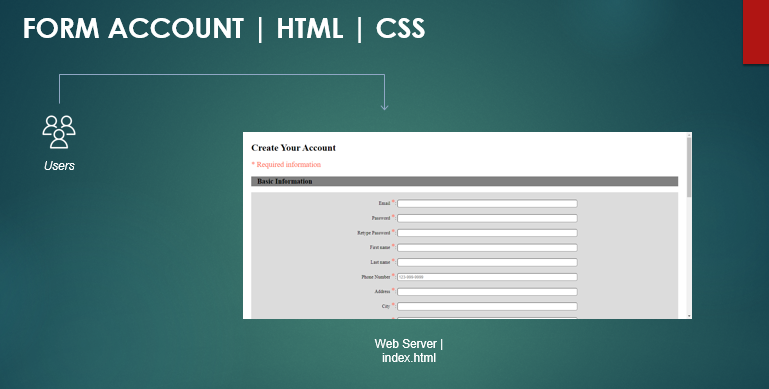 FORM ACCOUNT | HTML | CSS
Users
Create Your Account
* Required information
Basic Information
Email *
Password *
Retype Password *
First name *
Last name *
Phone Number * 123-000-0000
Address *
City *
Web Server |
index.html